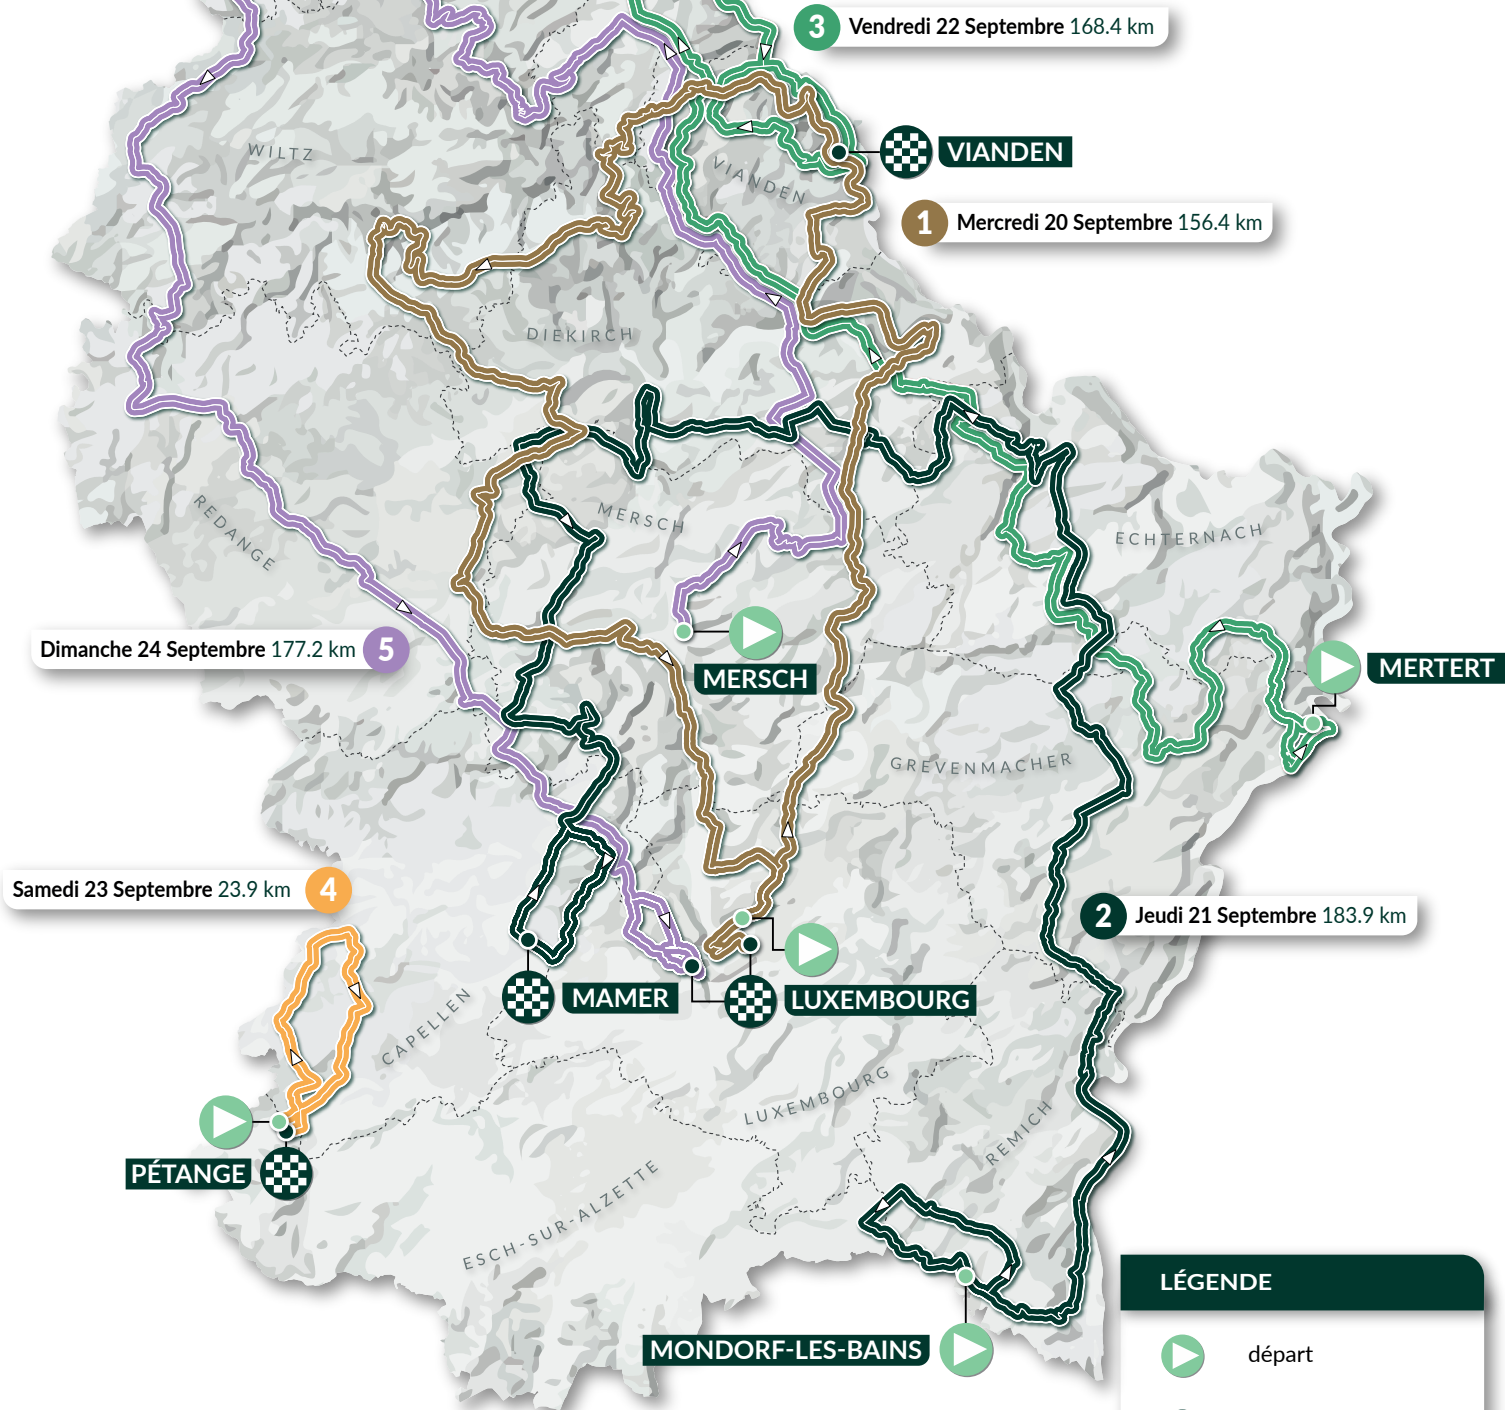 3 Vendredi 22 Septembre 168.4 km
WILTZ
VIANDEN
VIANDEN
1 Mercredi 20 Septembre 156.4 km
DIEKIRCH
REDANGE
MERSCH
ECHTERNACH
Dimanche 24 Septembre 177.2 km 5
MERSCH
MERTERT
GREVENMACHER
Samedi 23 Septembre 23.9 km 4
2 Jeudi 21 Septembre 183.9 km
MAMER
LUXEMBOURG
CAPELLEN
LUXEMBOURG
REMICH
PÉTANGE
ESCH-SUR-ALZETTE
LÉGENDE
MONDORF-LES-BAINS
départ